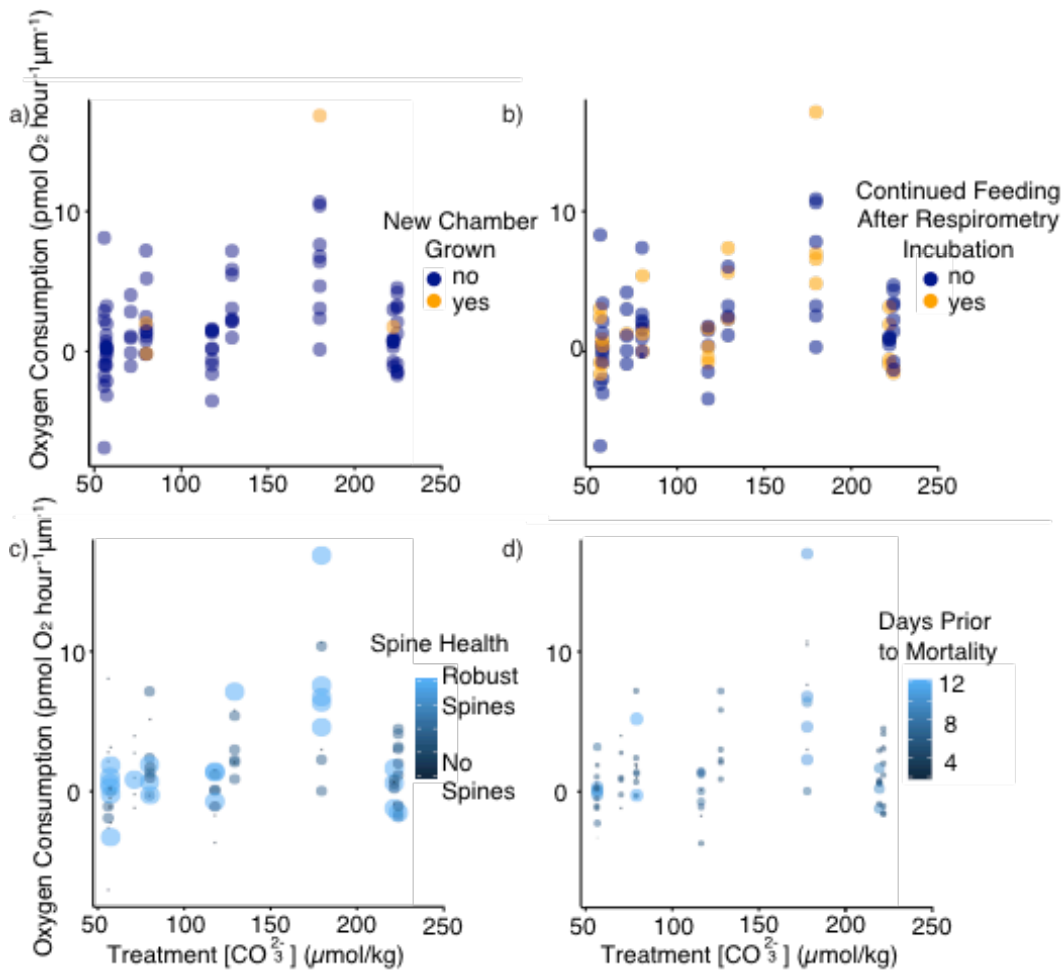 a)
Oxygen Consumption (pmol O₂ hour⁻¹µm⁻¹)
10
0
50
100
150
200
250
New Chamber
Grown
no
yes
b)
10
0
50
100
150
200
250
Continued Feeding
After Respirometry
Incubation
no
yes
c)
Oxygen Consumption (pmol O₂ hour⁻¹µm⁻¹)
10
0
50
100
150
200
250
Treatment [CO₃²⁻] (µmol/kg)
Spine Health
Robust
Spines
No
Spines
d)
10
0
50
100
150
200
250
Treatment [CO₃²⁻] (µmol/kg)
Days Prior
to Mortality
12
8
4